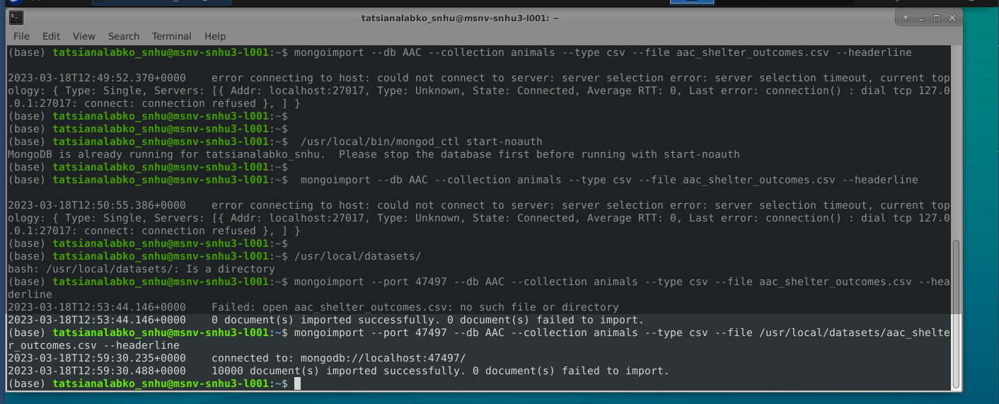 tatsianalabko_snhu@msnv-snhu3-l001: ~
File Edit View Search Terminal Help
(base) tatsianalabko_snhu@msnv-snhu3-l001:~$ mongoimport --db AAC --collection animals --type csv --file aac_shelter_outcomes.csv --headerline
2023-03-18T12:49:52.370+0000    error connecting to host: could not connect to server: server selection error: server selection timeout, current top
ology: { Type: Single, Servers: [{ Addr: localhost:27017, Type: Unknown, State: Connected, Average RTT: 0, Last error: connection() : dial tcp 127.0
.0.1:27017: connect: connection refused }, ] }
(base) tatsianalabko_snhu@msnv-snhu3-l001:~$
(base) tatsianalabko_snhu@msnv-snhu3-l001:~$
(base) tatsianalabko_snhu@msnv-snhu3-l001:~$  /usr/local/bin/mongod_ctl start-noauth
MongoDB is already running for tatsianalabko_snhu.  Please stop the database first before running with start-noauth
(base) tatsianalabko_snhu@msnv-snhu3-l001:~$
(base) tatsianalabko_snhu@msnv-snhu3-l001:~$  mongoimport --db AAC --collection animals --type csv --file aac_shelter_outcomes.csv --headerline
2023-03-18T12:50:55.386+0000    error connecting to host: could not connect to server: server selection error: server selection timeout, current top
ology: { Type: Single, Servers: [{ Addr: localhost:27017, Type: Unknown, State: Connected, Average RTT: 0, Last error: connection() : dial tcp 127.0
.0.1:27017: connect: connection refused }, ] }
(base) tatsianalabko_snhu@msnv-snhu3-l001:~$
(base) tatsianalabko_snhu@msnv-snhu3-l001:~$ /usr/local/datasets/
bash: /usr/local/datasets/: Is a directory
(base) tatsianalabko_snhu@msnv-snhu3-l001:~$ mongoimport --port 47497 --db AAC --collection animals --type csv --file aac_shelter_outcomes.csv --hea
derline
2023-03-18T12:53:44.146+0000    Failed: open aac_shelter_outcomes.csv: no such file or directory
2023-03-18T12:53:44.146+0000    0 document(s) imported successfully. 0 document(s) failed to import.
(base) tatsianalabko_snhu@msnv-snhu3-l001:~$ mongoimport --port 47497 --db AAC --collection animals --type csv --file /usr/local/datasets/aac_shelte
r_outcomes.csv --headerline
2023-03-18T12:59:30.235+0000    connected to: mongodb://localhost:47497/
2023-03-18T12:59:30.488+0000    10000 document(s) imported successfully. 0 document(s) failed to import.
(base) tatsianalabko_snhu@msnv-snhu3-l001:~$